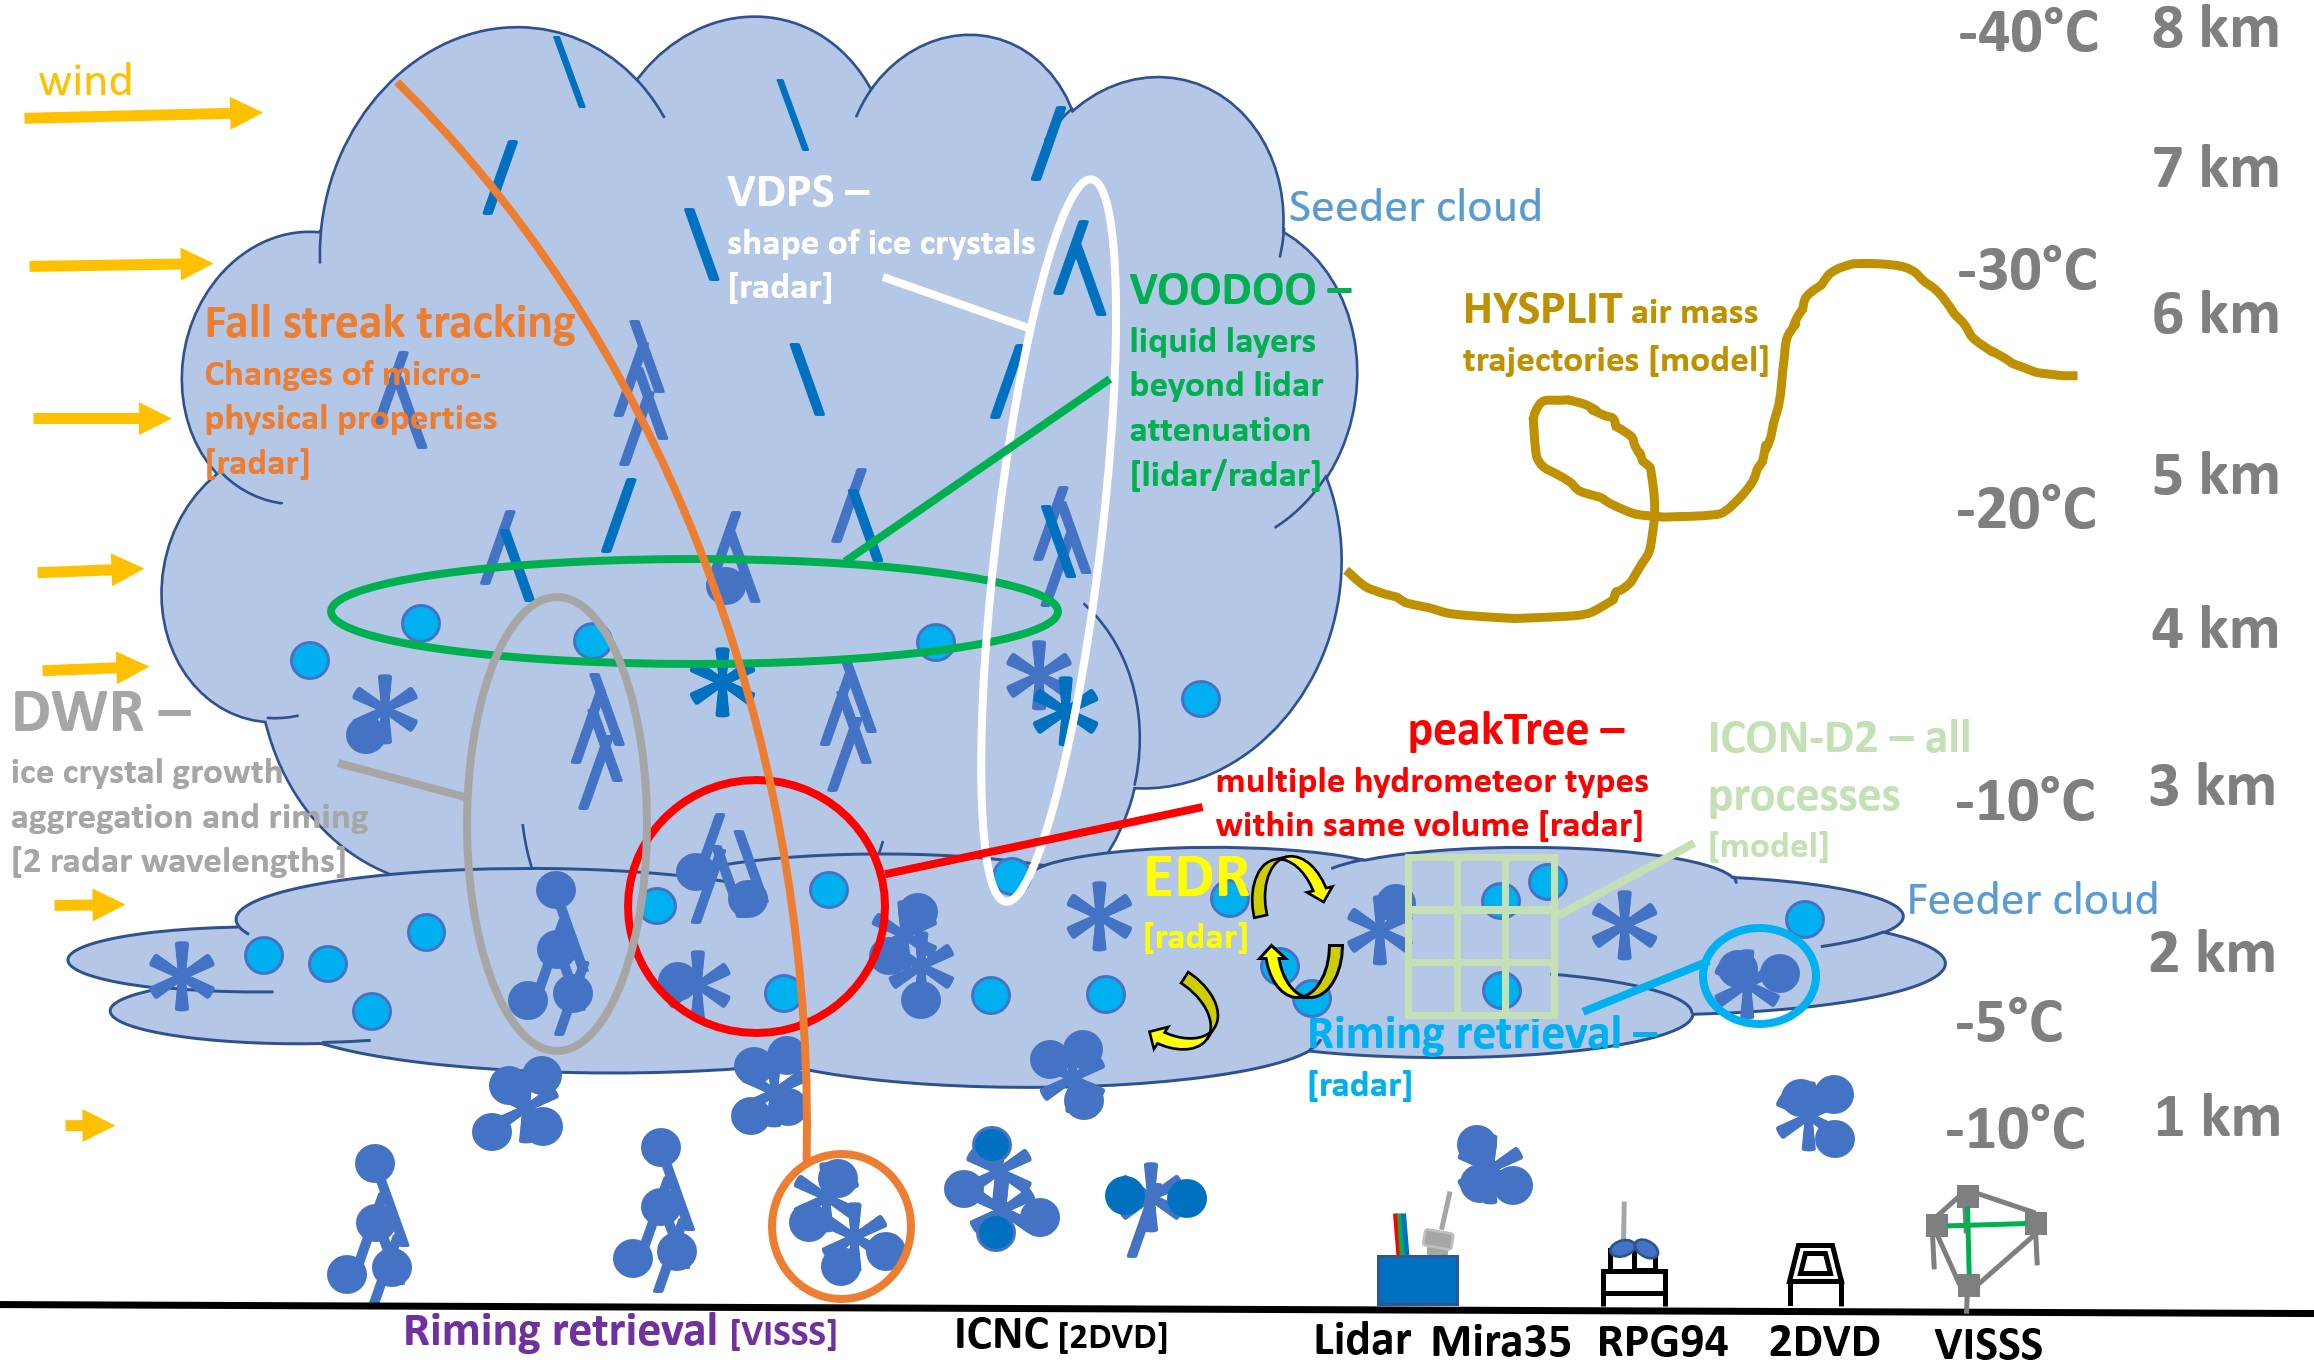 wind
-40°C 8 km
7 km
VDPS –
shape of ice crystals
[radar]
Seeder cloud
-30°C
6 km
VOODOO –
liquid layers
beyond lidar
attenuation
[lidar/radar]
HYSPLIT air mass
trajectories [model]
Fall streak tracking
Changes of micro-
physical properties
[radar]
5 km
-20°C
4 km
DWR –
ice crystal growth
aggregation and riming
[2 radar wavelengths]
peakTree –
multiple hydrometeor types
within same volume [radar]
ICON-D2 – all
processes
[model]
-10°C 3 km
EDR
[radar]
Feeder cloud
2 km
-5°C
Riming retrieval –
[radar]
-10°C 1 km
Riming retrieval [VISSS]
ICNC [2DVD]
Lidar Mira35 RPG94 2DVD VISSS